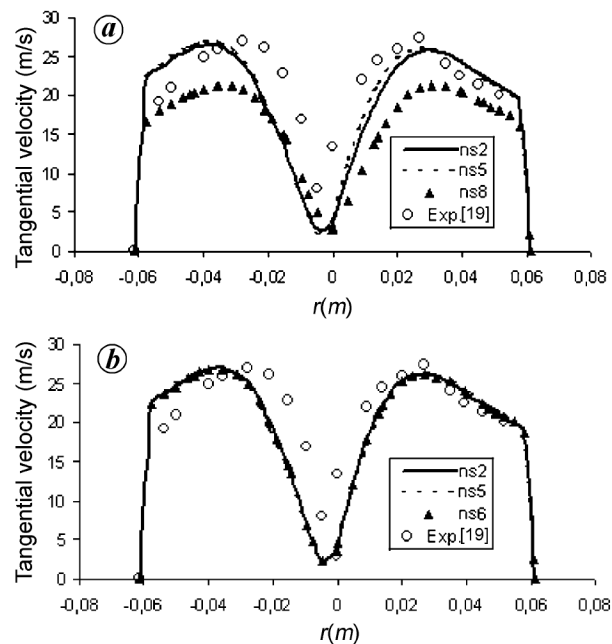 a
Tangential velocity (m/s)
30
25
20
15
10
5
0
ns2
ns5
ns8
Exp.[19]
-0,08 -0,06 -0,04 -0,02 0 0,02 0,04 0,06 0,08
r(m)
b
Tangential velocity (m/s)
30
25
20
15
10
5
0
ns2
ns5
ns6
Exp.[19]
-0,08 -0,06 -0,04 -0,02 0 0,02 0,04 0,06 0,08
r(m)